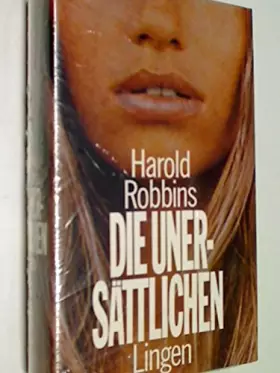 Harold
Robbins
DIE UNER-
SÄTTLICHEN
Lingen